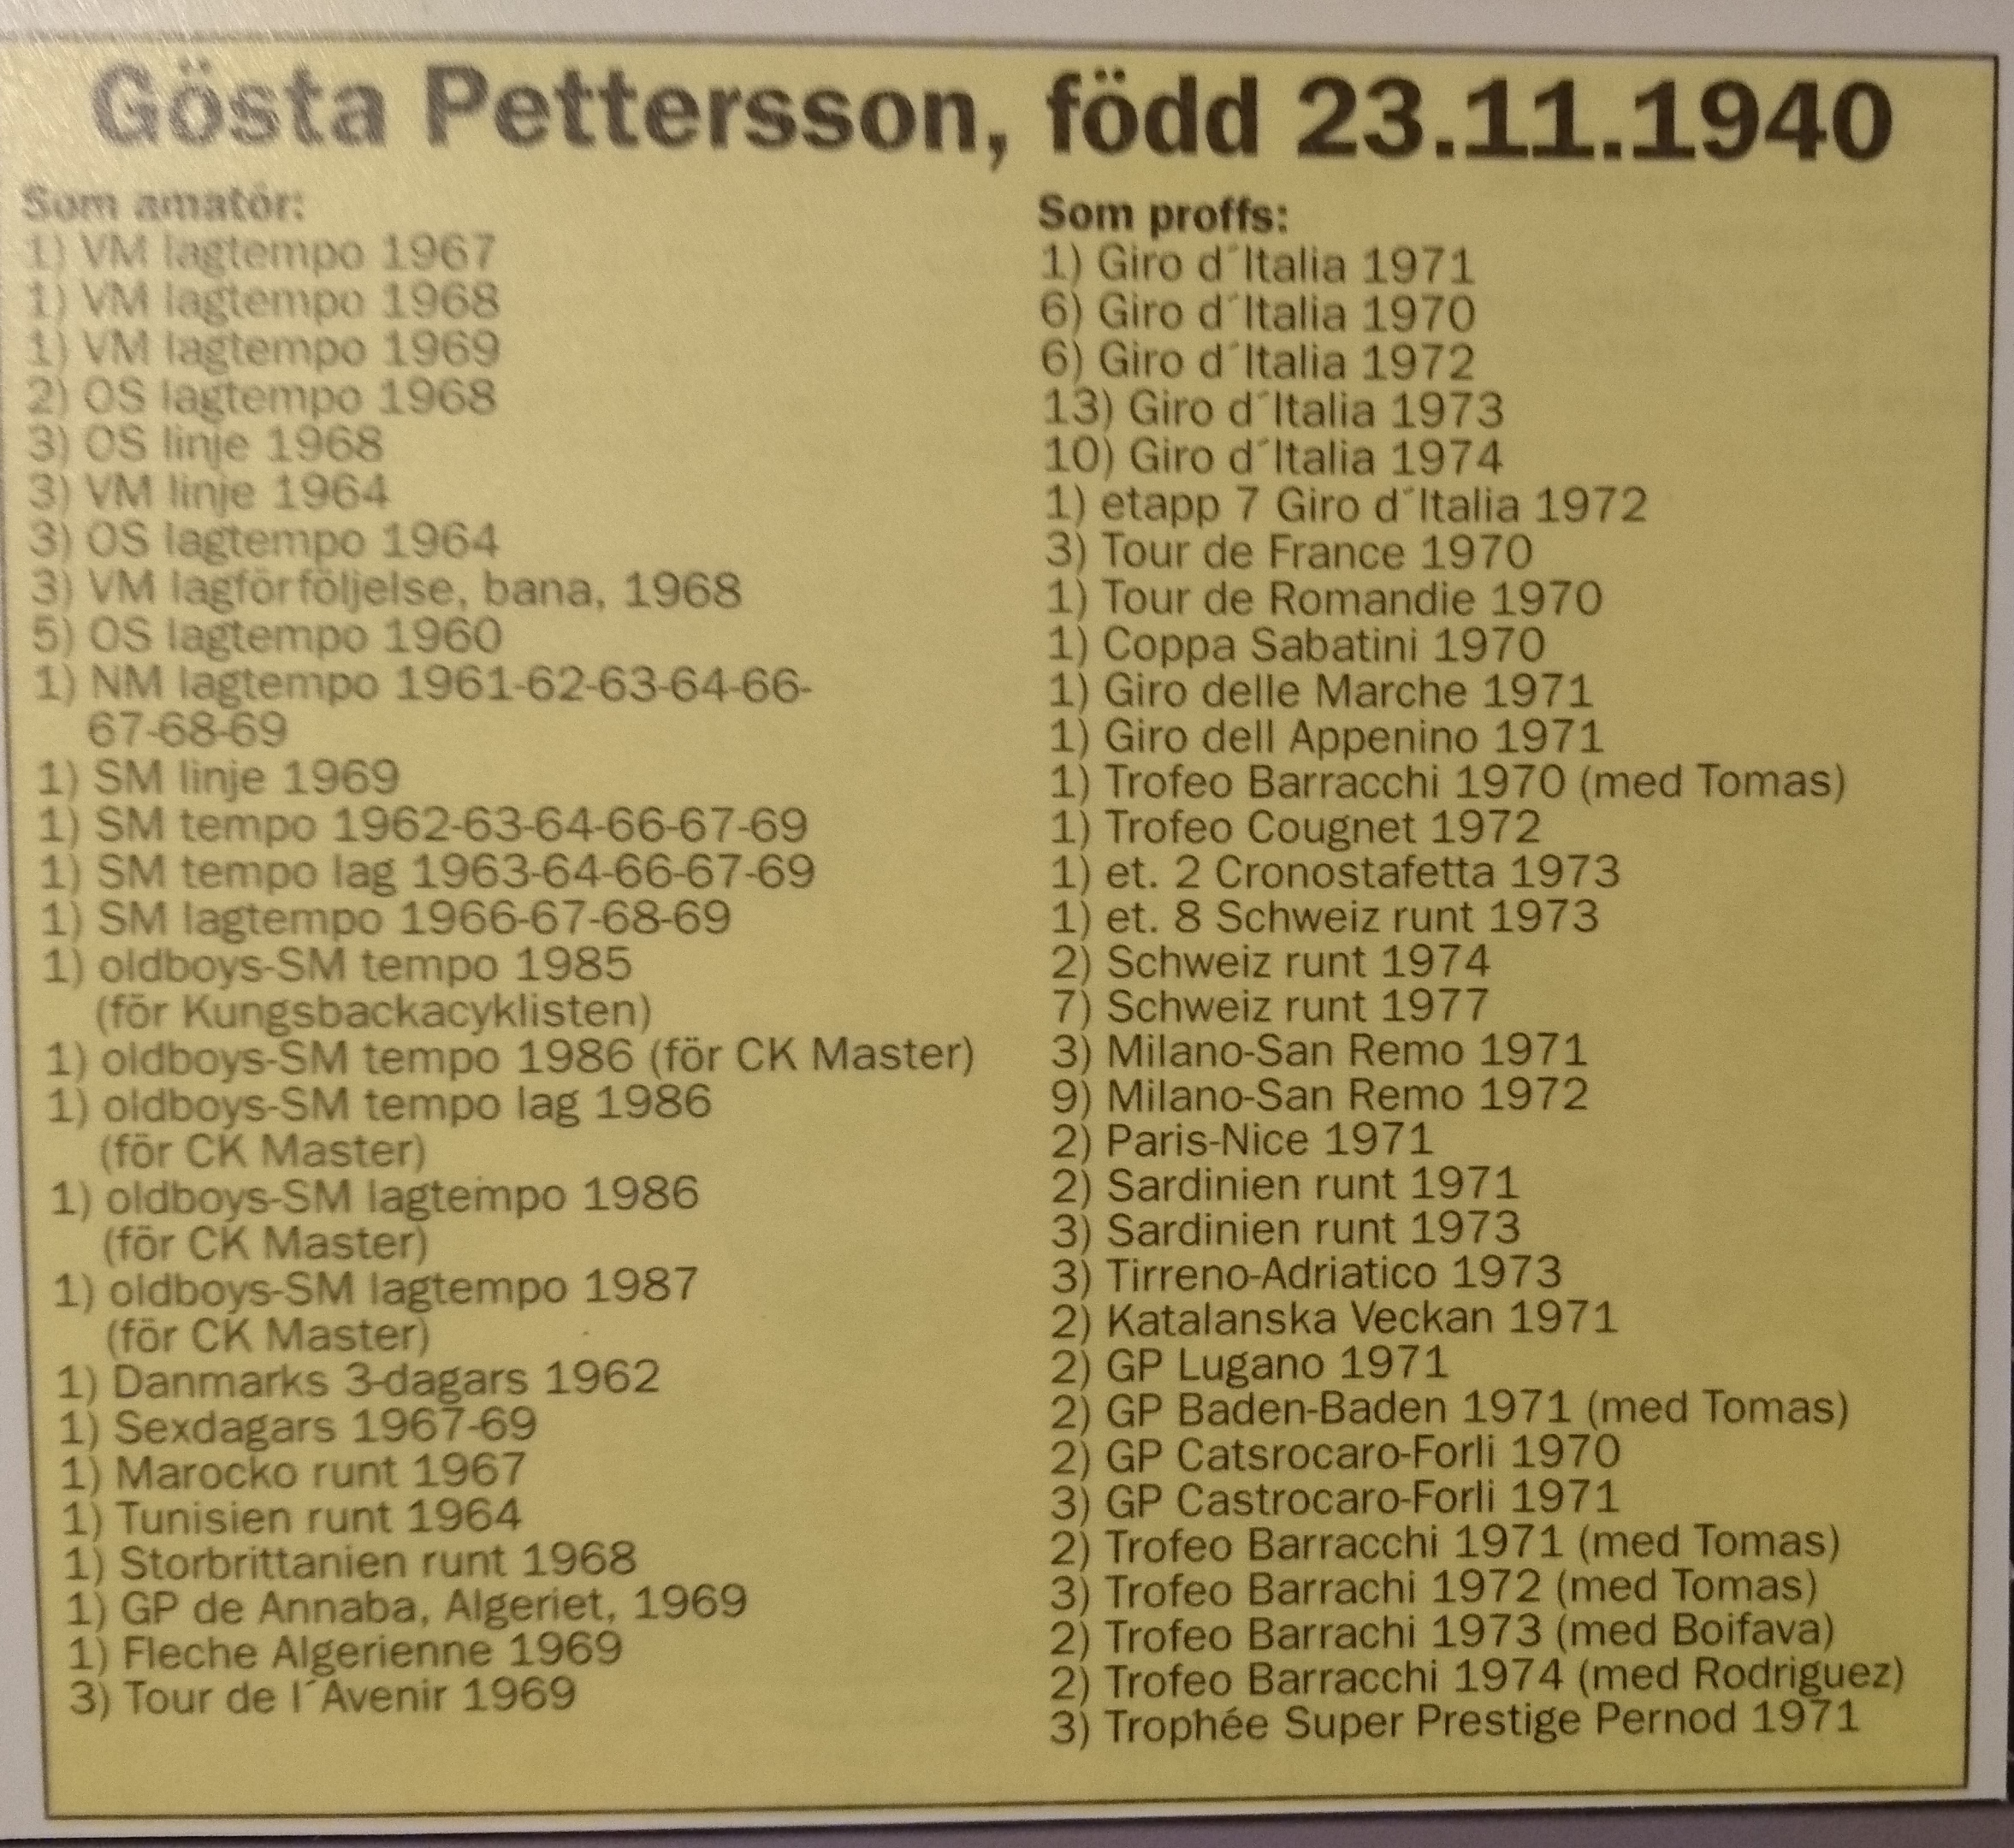 Gösta Pettersson, född 23.11.1940
Som amatör:
1) VM lagtempo 1967
1) VM lagtempo 1968
1) VM lagtempo 1969
2) OS lagtempo 1968
3) OS linje 1968
3) VM linje 1964
3) OS lagtempo 1964
3) VM lagförföljelse, bana, 1968
5) OS lagtempo 1960
1) NM lagtempo 1961-62-63-64-66-
67-68-69
1) SM linje 1969
1) SM tempo 1962-63-64-66-67-69
1) SM tempo lag 1963-64-66-67-69
1) SM lagtempo 1966-67-68-69
1) oldboys-SM tempo 1985
(för Kungsbackacyklisten)
1) oldboys-SM tempo 1986 (för CK Master)
1) oldboys-SM tempo lag 1986
(för CK Master)
1) oldboys-SM lagtempo 1986
(för CK Master)
1) oldboys-SM lagtempo 1987
(för CK Master)
1) Danmarks 3-dagars 1962
1) Sexdagars 1967-69
1) Marocko runt 1967
1) Tunisien runt 1964
1) Storbrittanien runt 1968
1) GP de Annaba, Algeriet, 1969
1) Fleche Algerienne 1969
3) Tour de l´Avenir 1969
Som proffs:
1) Giro d´Italia 1971
6) Giro d´Italia 1970
6) Giro d´Italia 1972
13) Giro d´Italia 1973
10) Giro d´Italia 1974
1) etapp 7 Giro d´Italia 1972
3) Tour de France 1970
1) Tour de Romandie 1970
1) Coppa Sabatini 1970
1) Giro delle Marche 1971
1) Giro dell Appenino 1971
1) Trofeo Barracchi 1970 (med Tomas)
1) Trofeo Cougnet 1972
1) et. 2 Cronostafetta 1973
1) et. 8 Schweiz runt 1973
2) Schweiz runt 1974
7) Schweiz runt 1977
3) Milano-San Remo 1971
9) Milano-San Remo 1972
2) Paris-Nice 1971
2) Sardinien runt 1971
3) Sardinien runt 1973
3) Tirreno-Adriatico 1973
2) Katalanska Veckan 1971
2) GP Lugano 1971
2) GP Baden-Baden 1971 (med Tomas)
2) GP Catsrocaro-Forli 1970
3) GP Castrocaro-Forli 1971
2) Trofeo Barracchi 1971 (med Tomas)
3) Trofeo Barrachi 1972 (med Tomas)
2) Trofeo Barrachi 1973 (med Boifava)
2) Trofeo Barracchi 1974 (med Rodriguez)
3) Trophée Super Prestige Pernod 1971